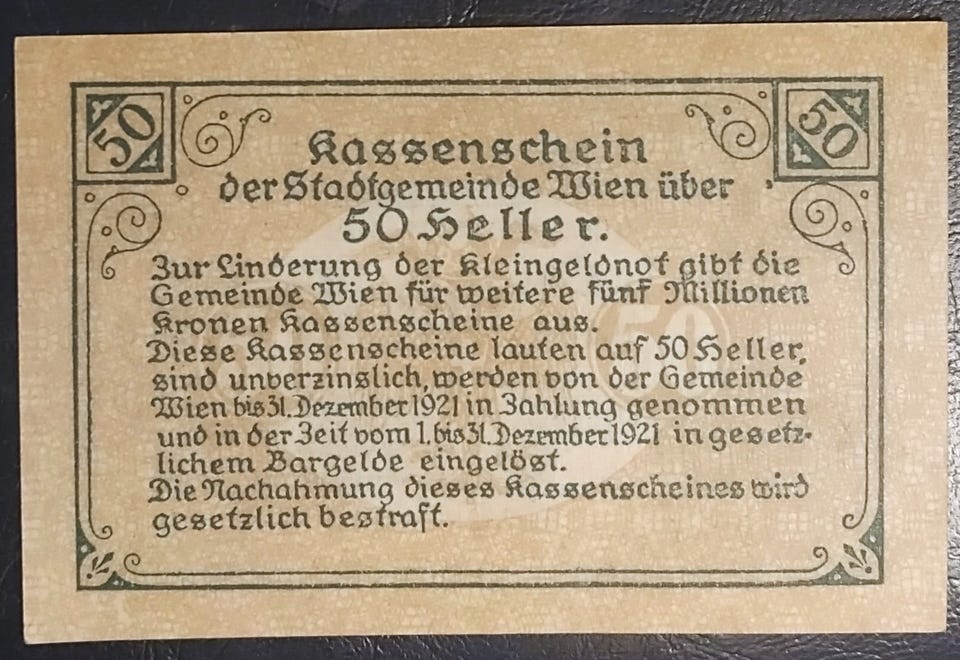 50 50
Kassenschein
der Stadtgemeinde Wien über
50 Heller.
Zur Linderung der Kleingeldnot gibt die
Gemeinde Wien für weitere fünf Millionen
Kronen Kassenscheine aus.
Diese Kassenscheine lauten auf 50 Heller,
sind unverzinslich, werden von der Gemeinde
Wien bis 31. Dezember 1921 in Zahlung genommen
und in der Zeit vom 1. bis 31. Dezember 1921 in gesetz-
lichem Bargelde eingelöst.
Die Nachahmung dieses Kassenscheines wird
gesetzlich bestraft.